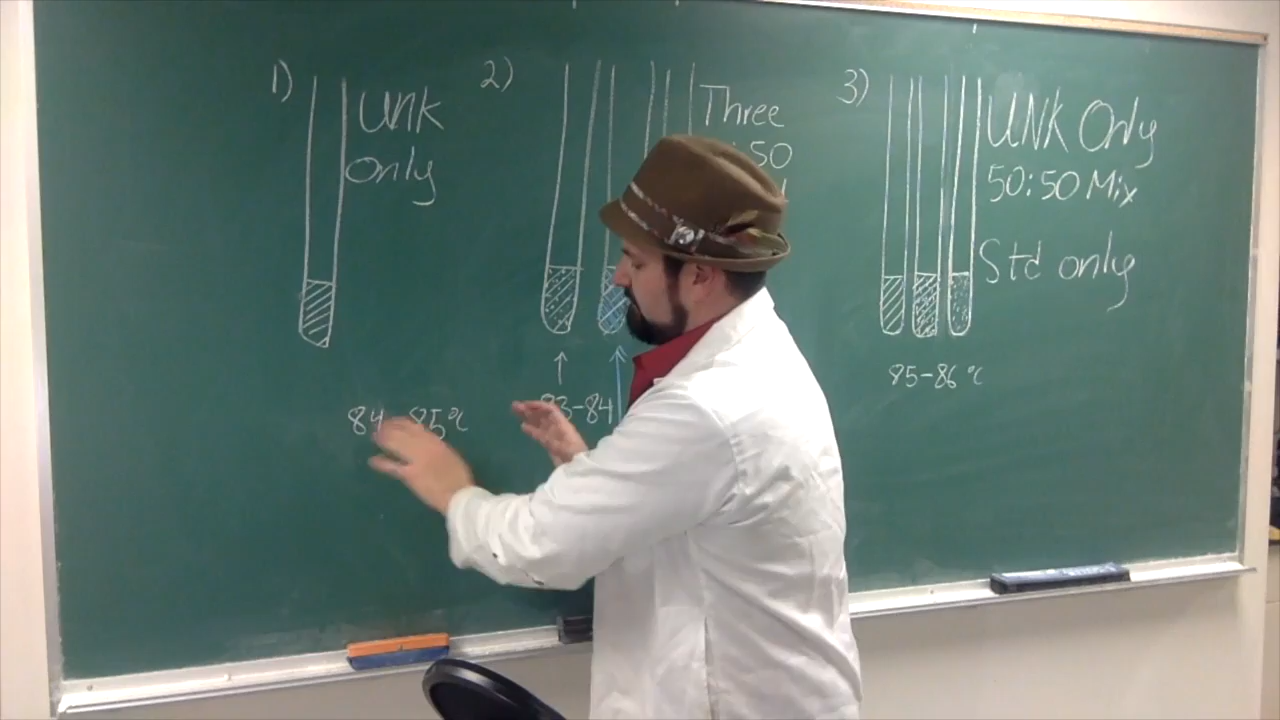 1)
Unk
only
84-85°C
2)
Three
:50
83-84
3)
UNK Only
50:50 Mix
Std only
85-86 °C